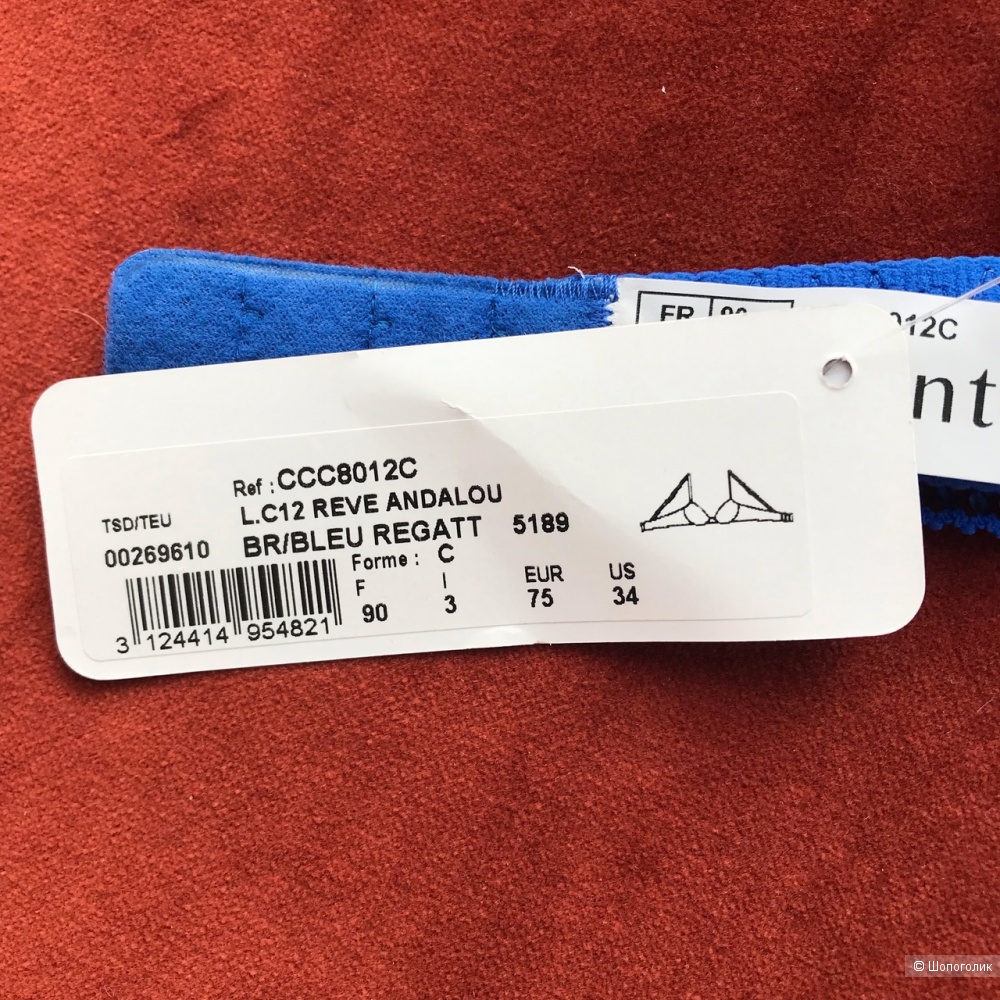 FR
012C
nt
Ref : CCC8012C
L.C12 REVE ANDALOU
TSD/TEU
00269610 BR/BLEU REGATT 5189
Forme : C
F I EUR US
90 3 75 34
3 124414 954821
© Шопоголик